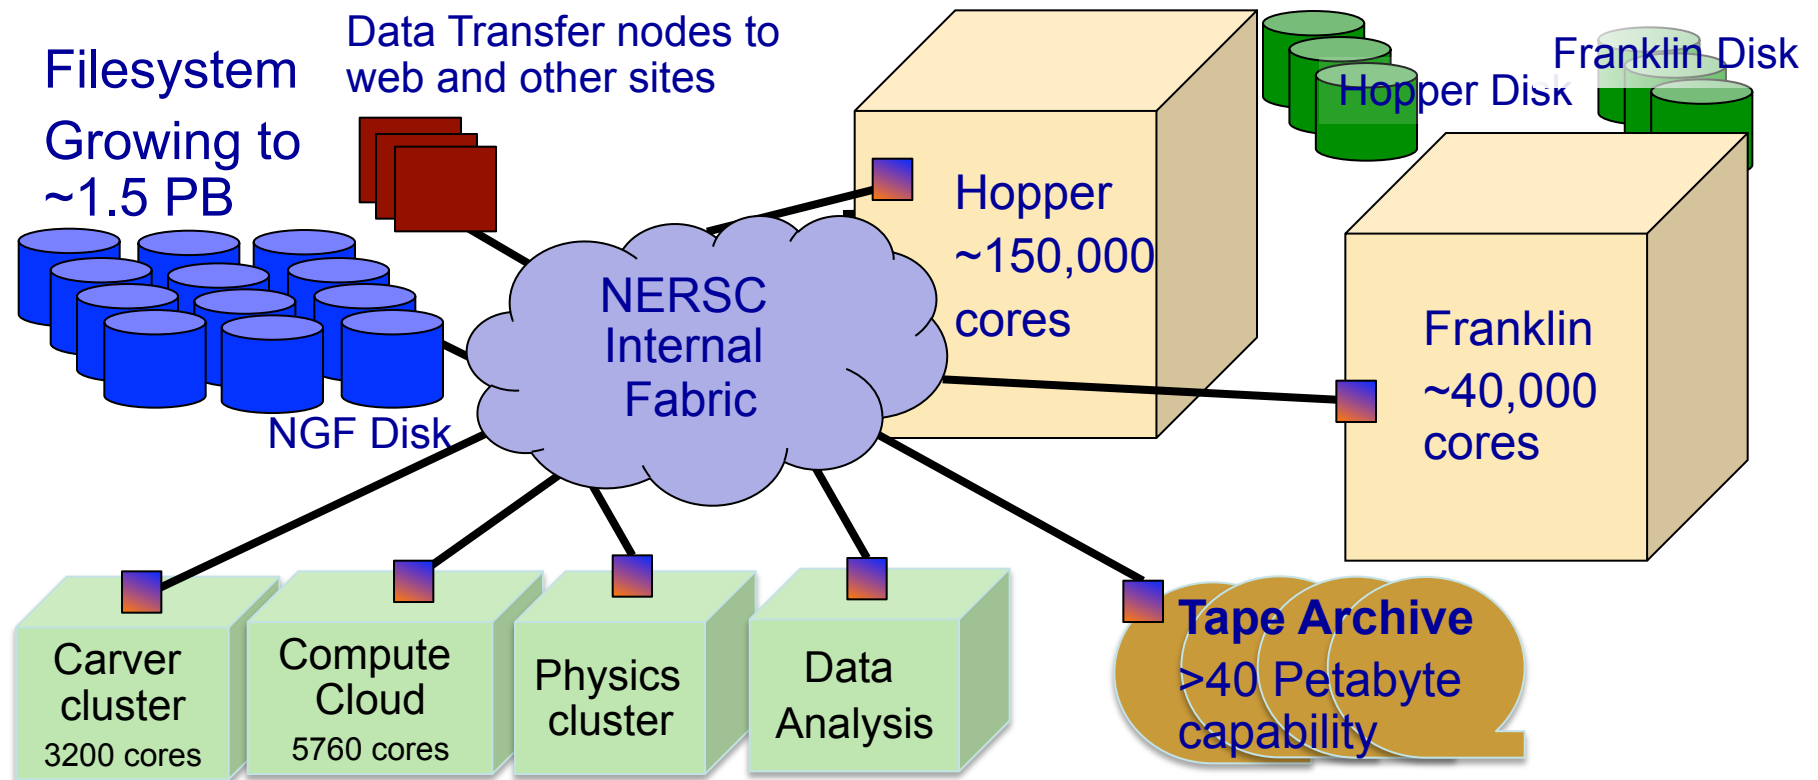 Filesystem
Growing to
~1.5 PB
Data Transfer nodes to
web and other sites
Hopper Disk
Franklin Disk
Hopper
~150,000
cores
Franklin
~40,000
cores
NERSC
Internal
Fabric
NGF Disk
Carver
cluster
3200 cores
Compute
Cloud
5760 cores
Physics
cluster
Data
Analysis
Tape Archive
>40 Petabyte
capability